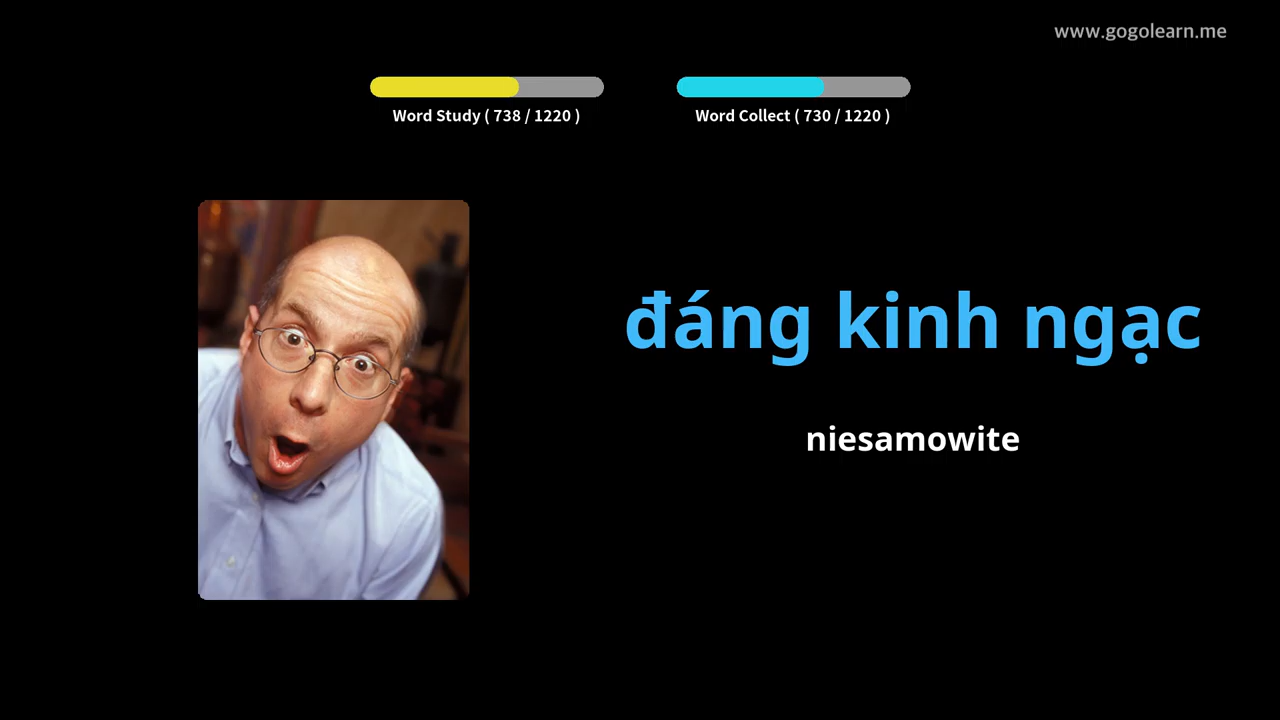 www.gogolearn.me
Word Study ( 738 / 1220 )
Word Collect ( 730 / 1220 )
đáng kinh ngạc
niesamowite